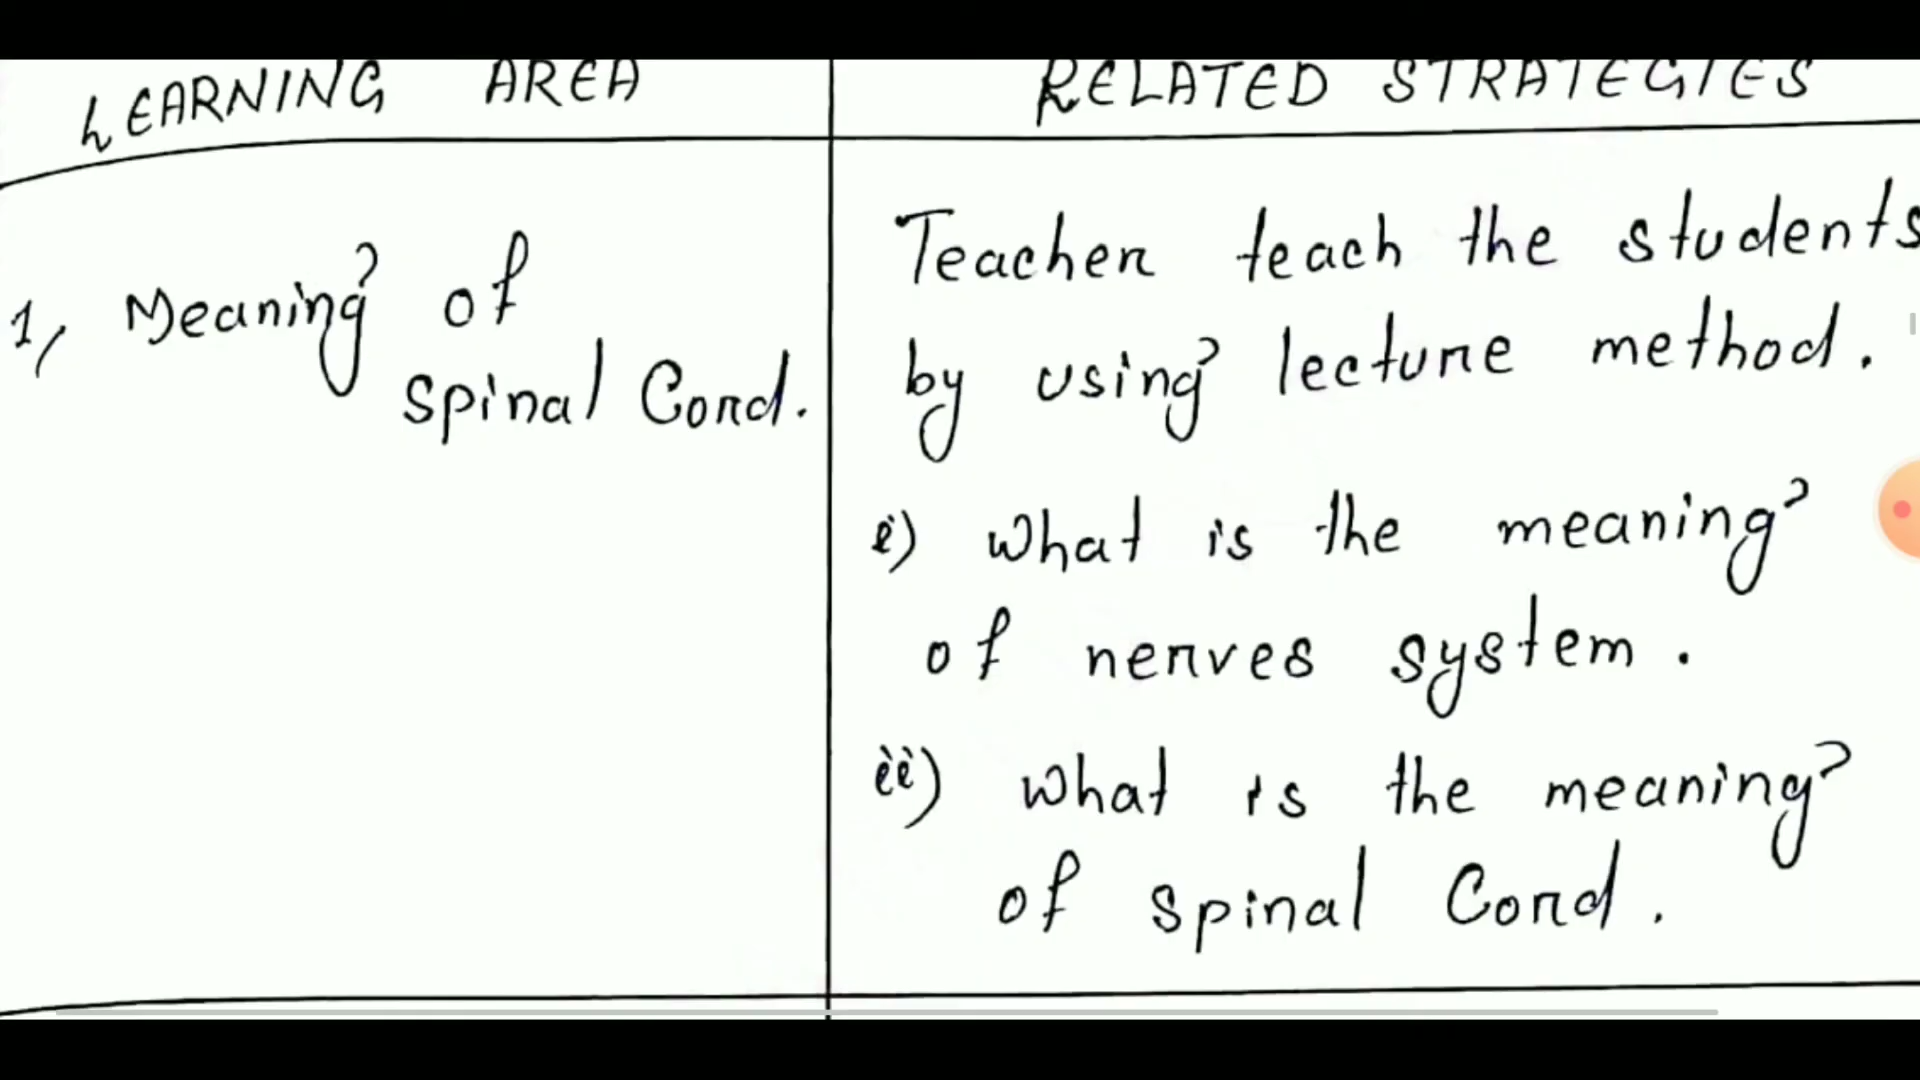 LEARNING AREA
RELATED STRATEGIES
1, Meaning of
spinal Cord.
Teacher teach the students
by using lecture method.
i) What is the meaning
of nerves system.
ii) What is the meaning
of spinal Cord.